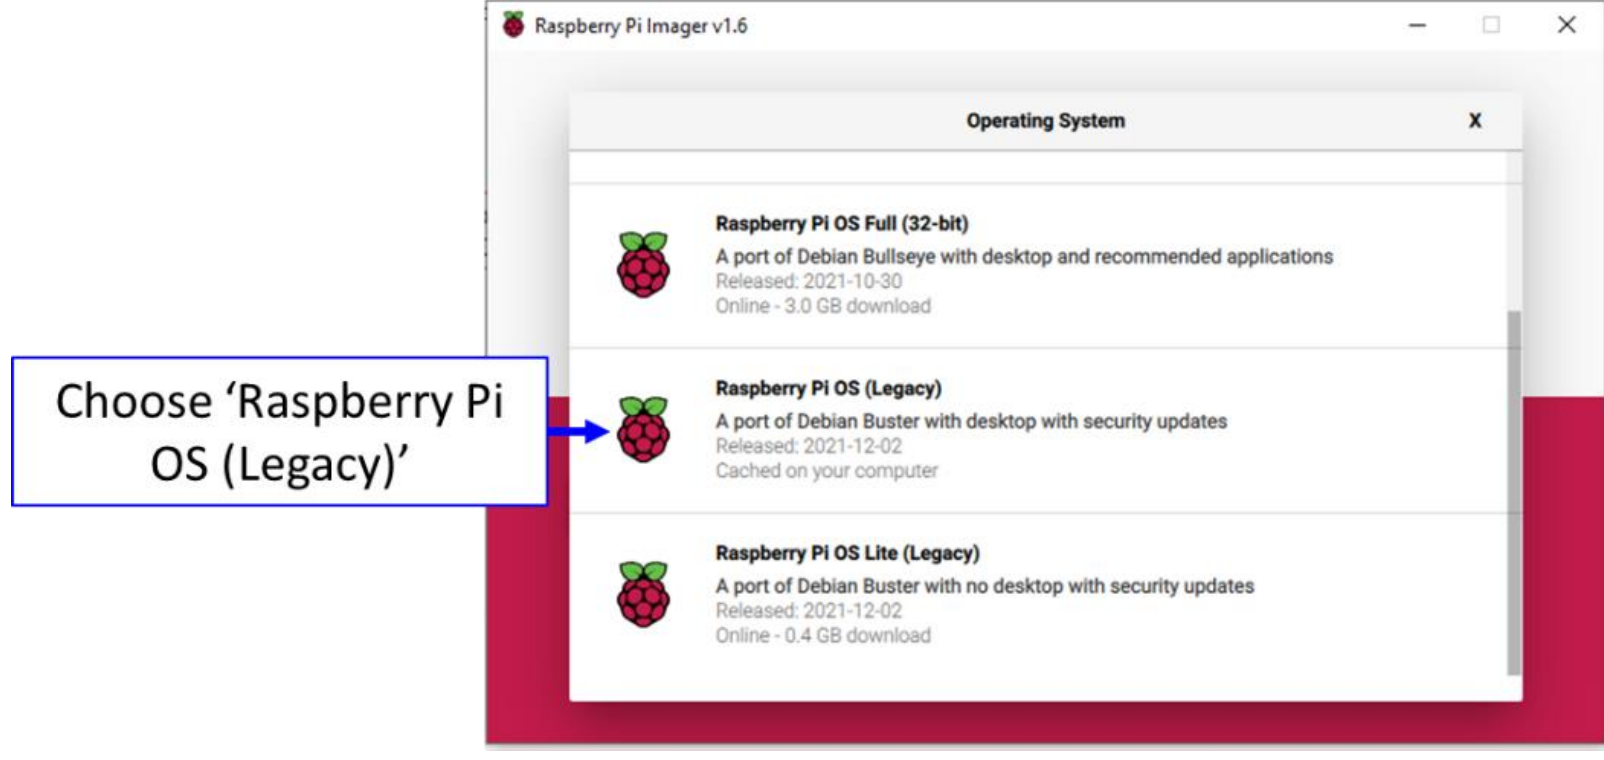 Raspberry Pi Imager v1.6
Operating System
X
Raspberry Pi OS Full (32-bit)
A port of Debian Bullseye with desktop and recommended applications
Released: 2021-10-30
Online - 3.0 GB download
Choose ‘Raspberry Pi
OS (Legacy)’
Raspberry Pi OS (Legacy)
A port of Debian Buster with desktop with security updates
Released: 2021-12-02
Cached on your computer
Raspberry Pi OS Lite (Legacy)
A port of Debian Buster with no desktop with security updates
Released: 2021-12-02
Online - 0.4 GB download